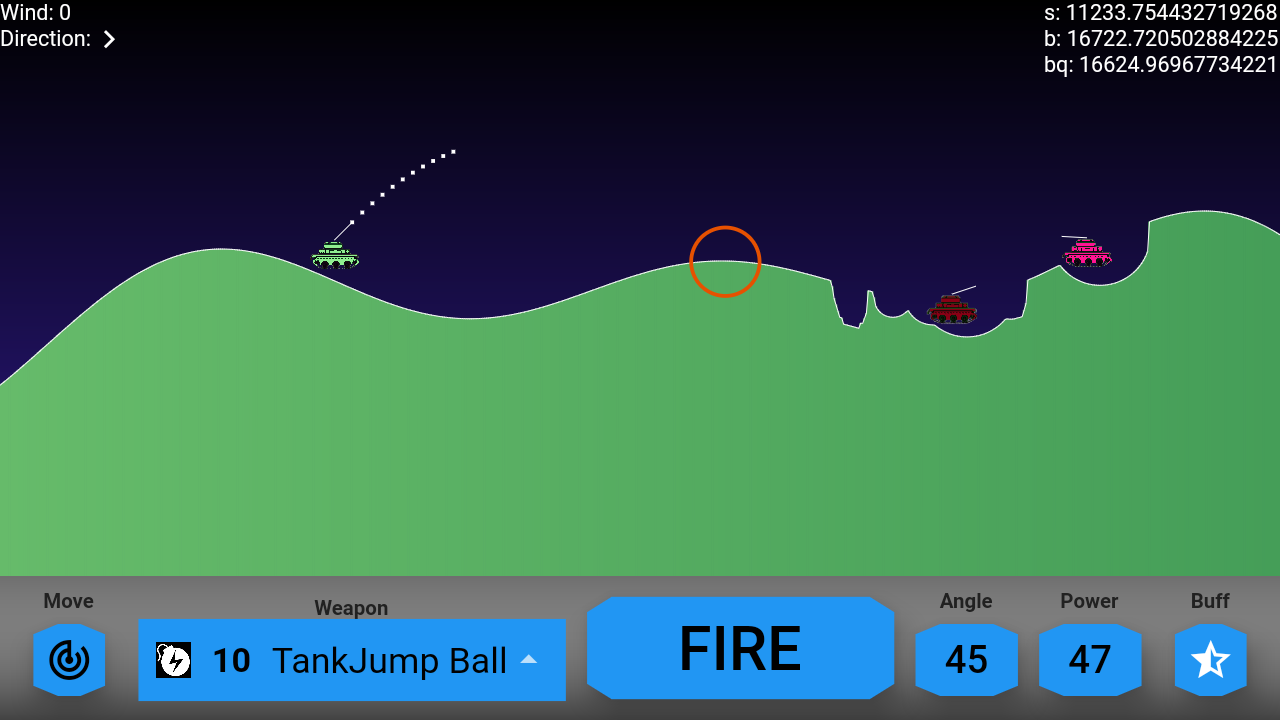 Wind: 0
Direction:
s: 11233.754432719268
b: 16722.720502884225
bq: 16624.96967734221
Move
Weapon
10 TankJump Ball
FIRE
Angle
45
Power
47
Buff